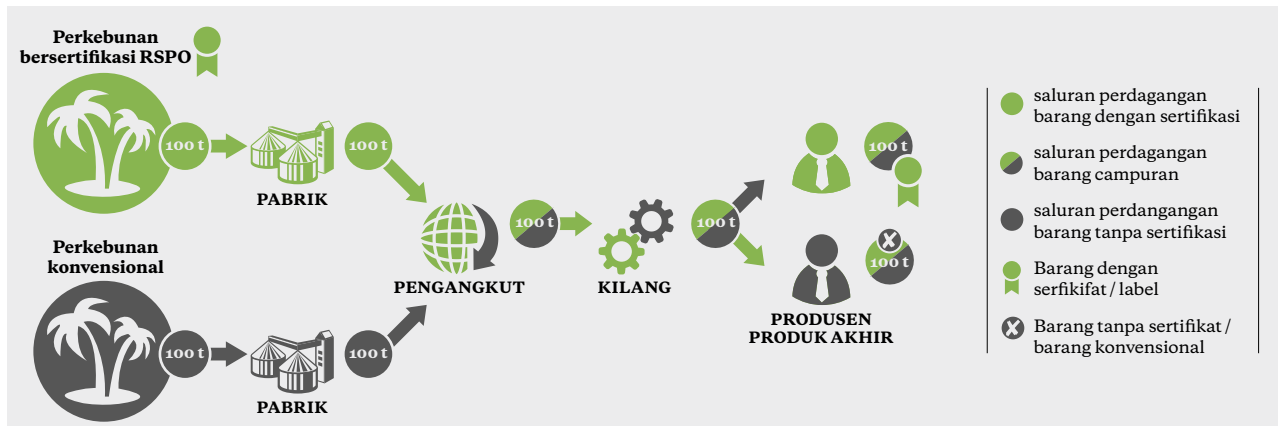 Perkebunan
bersertifikasi RSPO
100 t
PABRIK
100 t
Perkebunan
konvensional
100 t
PABRIK
100 t
PENGANGKUT
100 t
KILANG
100 t
100 t
100 t
PRODUSEN
PRODUK AKHIR
saluran perdagangan
barang dengan sertifikasi
saluran perdagangan
barang campuran
saluran perdangangan
barang tanpa sertifikasi
Barang dengan
serfikifat / label
Barang tanpa sertifikat /
barang konvensional